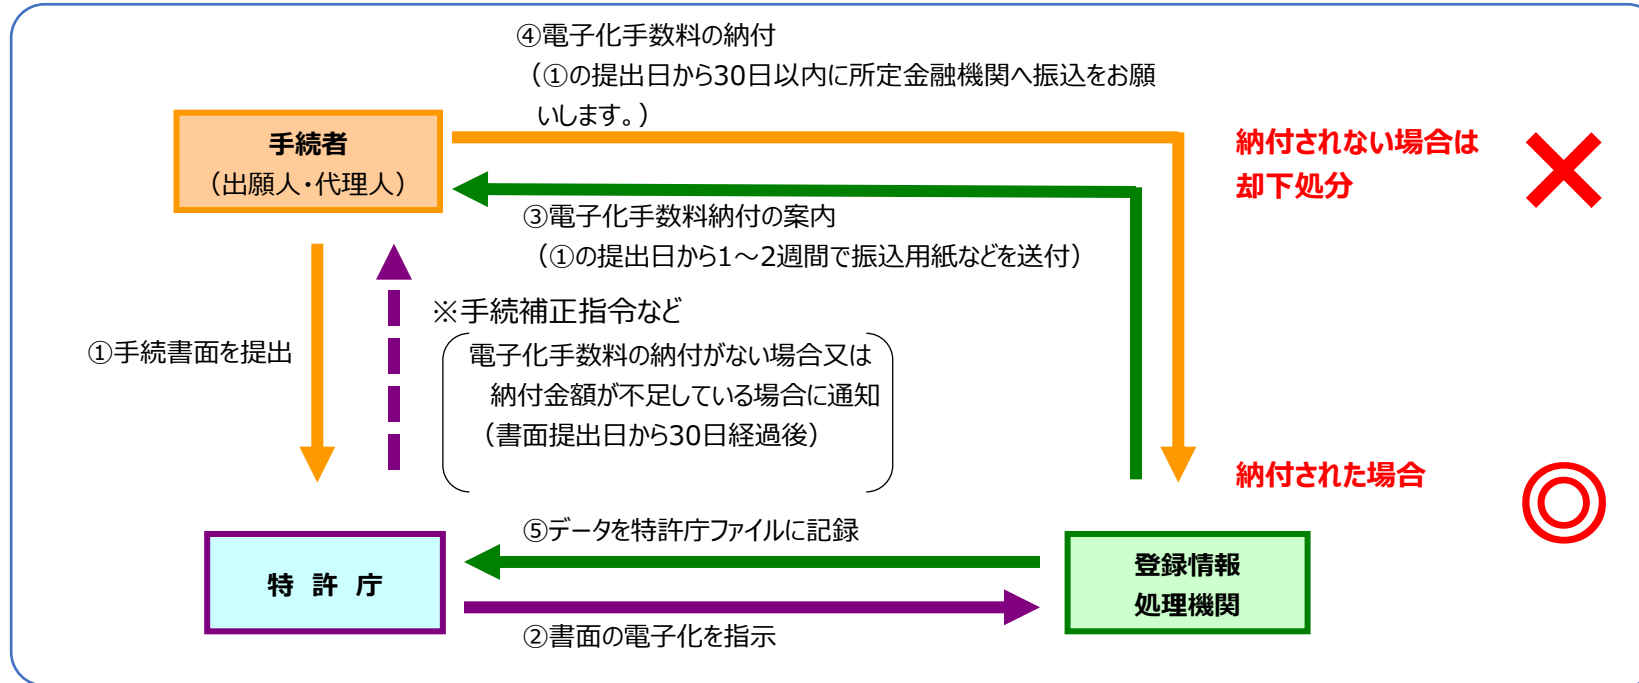 ④電子化手数料の納付
（①の提出日から30日以内に所定金融機関へ振込をお願
いします。）
手続者
（出願人・代理人）
納付されない場合は
却下処分
③電子化手数料納付の案内
（①の提出日から1～2週間で振込用紙などを送付）
※手続補正指令など
①手続書面を提出
電子化手数料の納付がない場合又は
納付金額が不足している場合に通知
（書面提出日から30日経過後）
納付された場合
⑤データを特許庁ファイルに記録
特 許 庁
登録情報
処理機関
②書面の電子化を指示